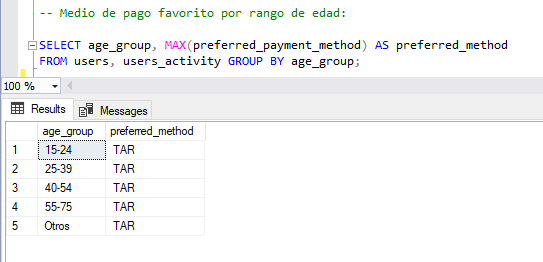 -- Medio de pago favorito por rango de edad:
SELECT age_group, MAX(preferred_payment_method) AS preferred_method
FROM users, users_activity GROUP BY age_group;
100 %
Results Messages
age_group preferred_method
1 15-24 TAR
2 25-39 TAR
3 40-54 TAR
4 55-75 TAR
5 Otros TAR